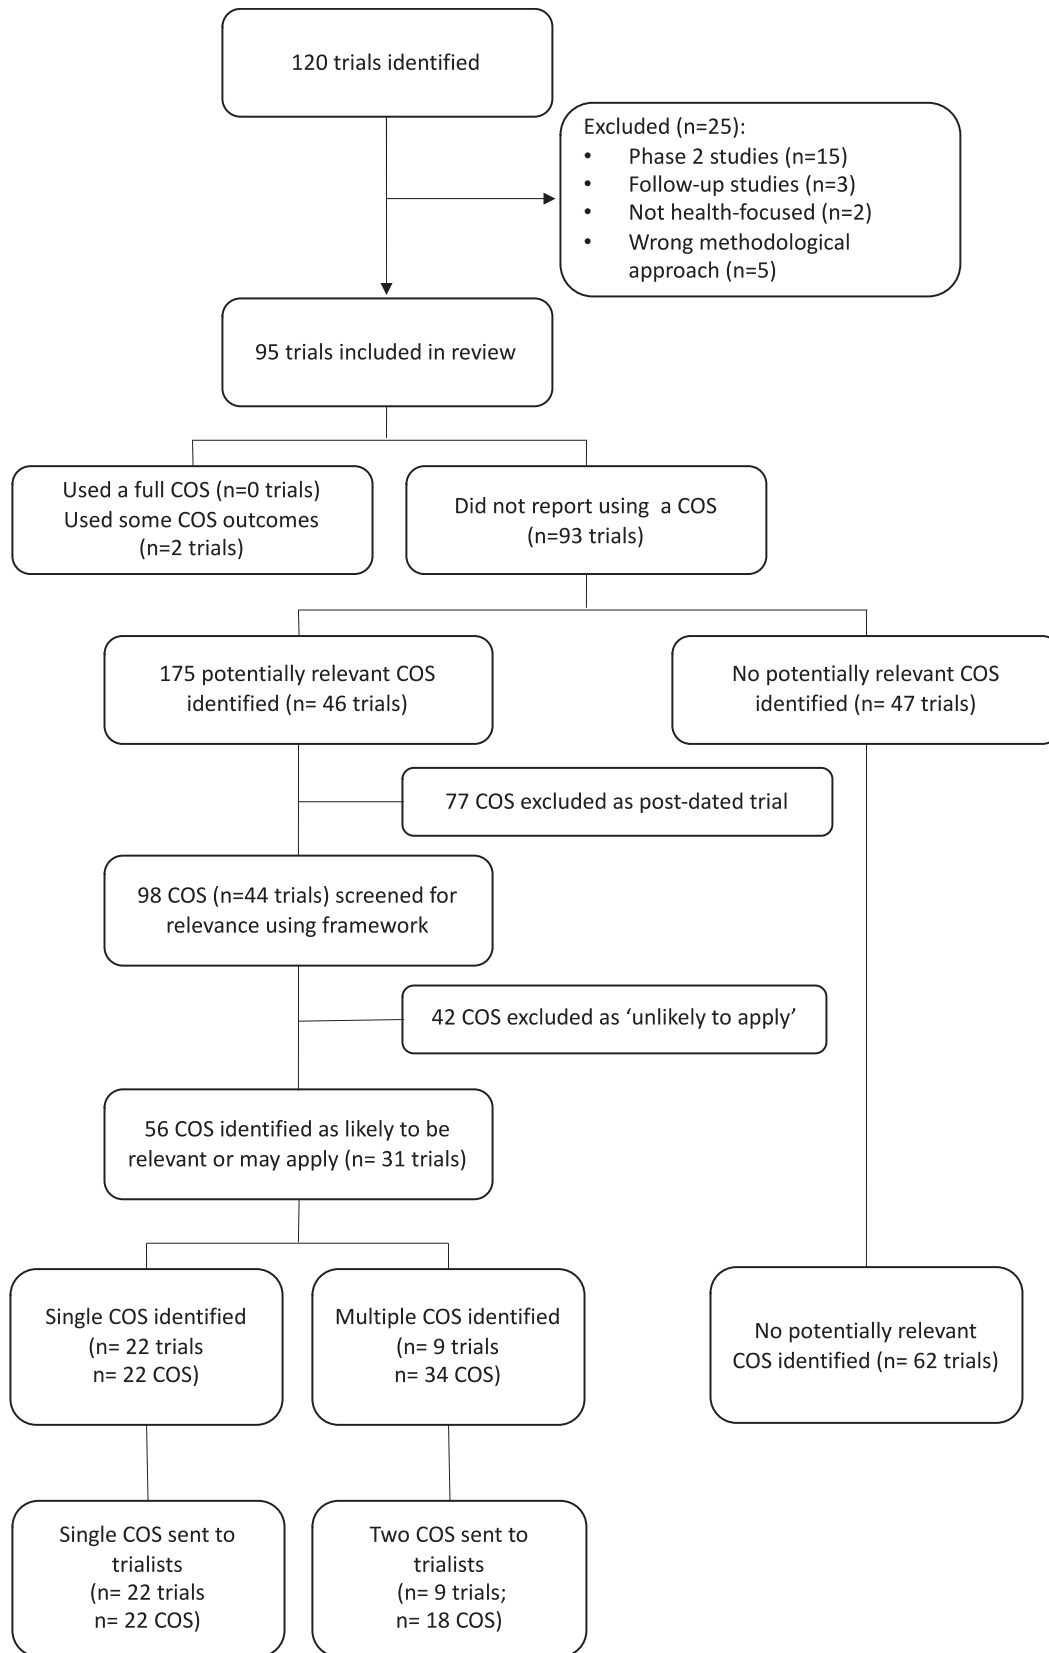 120 trials identified
Excluded (n=25):
• Phase 2 studies (n=15)
• Follow-up studies (n=3)
• Not health-focused (n=2)
• Wrong methodological
approach (n=5)
95 trials included in review
Used a full COS (n=0 trials)
Used some COS outcomes
(n=2 trials)
Did not report using  a COS
(n=93 trials)
175 potentially relevant COS
identified (n= 46 trials)
No potentially relevant COS
identified (n= 47 trials)
77 COS excluded as post-dated trial
98 COS (n=44 trials) screened for
relevance using framework
42 COS excluded as ‘unlikely to apply’
56 COS identified as likely to be
relevant or may apply (n= 31 trials)
Single COS identified
(n= 22 trials
n= 22 COS)
Multiple COS identified
(n= 9 trials
n= 34 COS)
No potentially relevant
COS identified (n= 62 trials)
Single COS sent to
trialists
(n= 22 trials
n= 22 COS)
Two COS sent to
trialists
(n= 9 trials;
n= 18 COS)